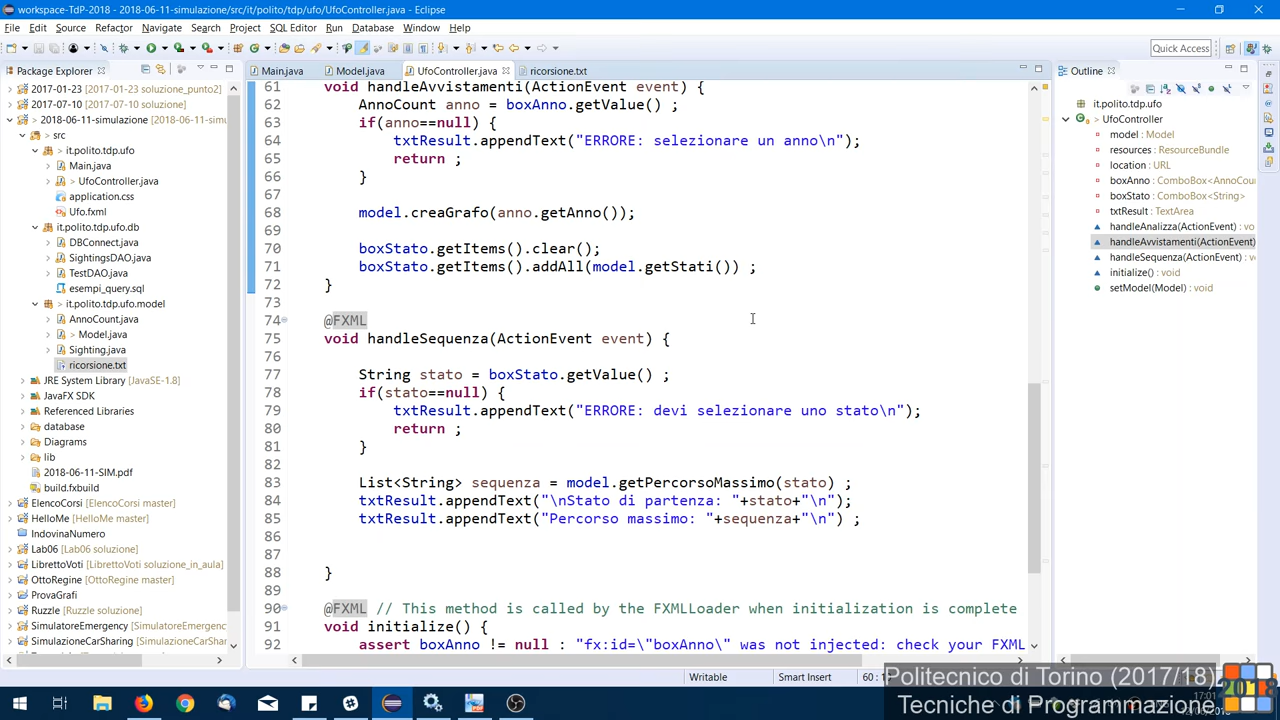 workspace-TdP-2018 - 2018-06-11-simulazione/src/it/polito/tdp/ufo/UfoController.java - Eclipse
File Edit Source Refactor Navigate Search Project SQL Editor Run Database Window Help
Quick Access
Package Explorer
Main.java Model.java UfoController.java ricorsione.txt
Outline
2017-01-23 [2017-01-23 soluzione_punto2]
2017-07-10 [2017-07-10 soluzione]
2018-06-11-simulazione [2018-06-11-simu
src
it.polito.tdp.ufo
Main.java
UfoController.java
application.css
Ufo.fxml
it.polito.tdp.ufo.db
DBConnect.java
SightingsDAO.java
TestDAO.java
esempi_query.sql
it.polito.tdp.ufo.model
AnnoCount.java
Model.java
Sighting.java
ricorsione.txt
JRE System Library [JavaSE-1.8]
JavaFX SDK
Referenced Libraries
database
Diagrams
lib
2018-06-11-SIM.pdf
build.fxbuild
ElencoCorsi [ElencoCorsi master]
HelloMe [HelloMe master]
IndovinaNumero
Lab06 [Lab06 soluzione]
LibrettoVoti [LibrettoVoti soluzione_in_aula]
OttoRegine [OttoRegine master]
ProvaGrafi
Ruzzle [Ruzzle soluzione]
SimulatoreEmergency [SimulatoreEmergency
SimulazioneCarSharing [SimulazioneCarSharing
61 void handleAvvistamenti(ActionEvent event) {
62 AnnoCount anno = boxAnno.getValue() ;
63 if(anno==null) {
64 txtResult.appendText("ERRORE: selezionare un anno\n");
65 return ;
66 }
67
68 model.creaGrafo(anno.getAnno());
69
70 boxStato.getItems().clear();
71 boxStato.getItems().addAll(model.getStati()) ;
72 }
73
74 @FXML
75 void handleSequenza(ActionEvent event) {
76
77 String stato = boxStato.getValue() ;
78 if(stato==null) {
79 txtResult.appendText("ERRORE: devi selezionare uno stato\n");
80 return ;
81 }
82
83 List<String> sequenza = model.getPercorsoMassimo(stato) ;
84 txtResult.appendText("\nStato di partenza: "+stato+"\n");
85 txtResult.appendText("Percorso massimo: "+sequenza+"\n") ;
86
87
88 }
89
90 @FXML // This method is called by the FXMLLoader when initialization is complete
91 void initialize() {
92 assert boxAnno != null : "fx:id=\"boxAnno\" was not injected: check your FXML
it.polito.tdp.ufo
UfoController
model : Model
resources : ResourceBundle
location : URL
boxAnno : ComboBox<AnnoCou
boxStato : ComboBox<String>
txtResult : TextArea
handleAnalizza(ActionEvent) : void
handleAvvistamenti(ActionEvent)
handleSequenza(ActionEvent) : void
initialize() : void
setModel(Model) : void
Writable Smart Insert 60 : 1
Politecnico di Torino (2017/18)
Tecniche di Programmazione
2018
17:01